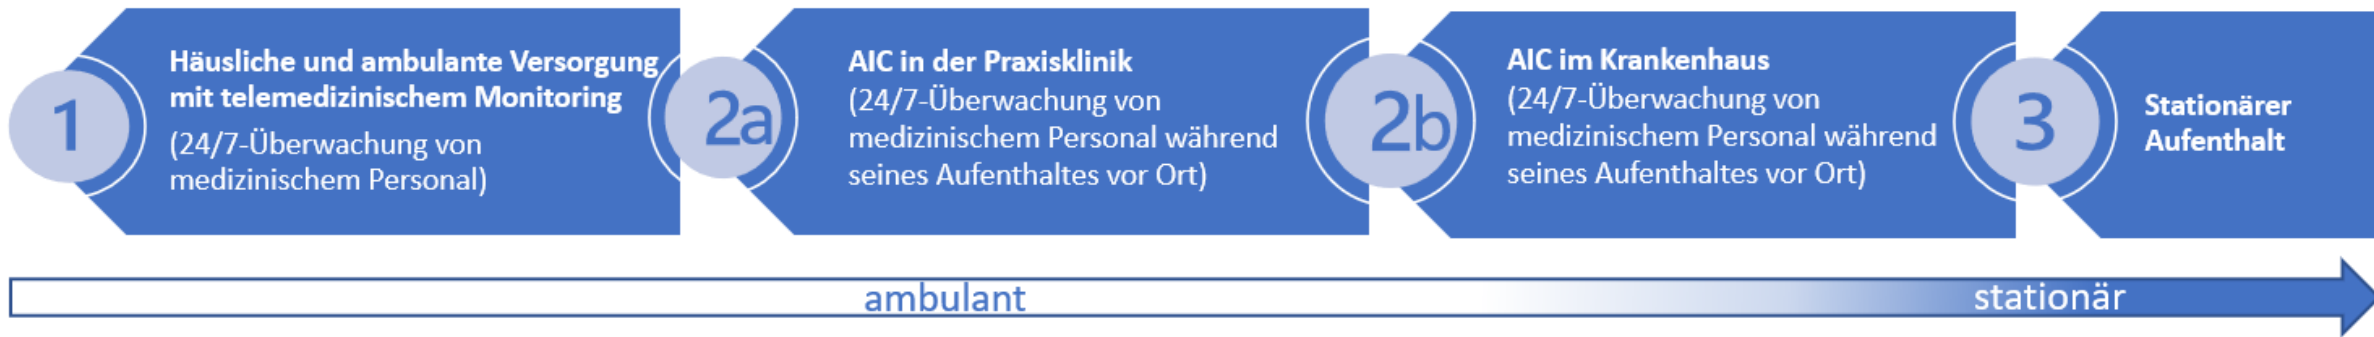 1
Häusliche und ambulante Versorgung
mit telemedizinischem Monitoring
(24/7-Überwachung von
medizinischem Personal)
2a
AIC in der Praxisklinik
(24/7-Überwachung von
medizinischem Personal während
seines Aufenthaltes vor Ort)
2b
AIC im Krankenhaus
(24/7-Überwachung von
medizinischem Personal während
seines Aufenthaltes vor Ort)
3
Stationärer
Aufenthalt
ambulant
stationär